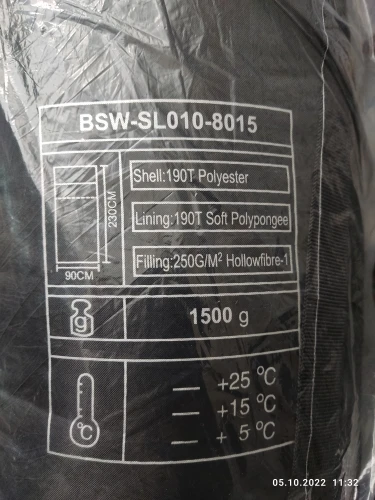 BSW-SL010-8015
Shell:190T Polyester
230CM
Lining:190T Soft Polypongee
Filling:250G/M² Hollowfibre-1
90CM
g
1500 g
— +25 °C
— +15 °C
°C
— + 5 °C
05.10.2022 11:32